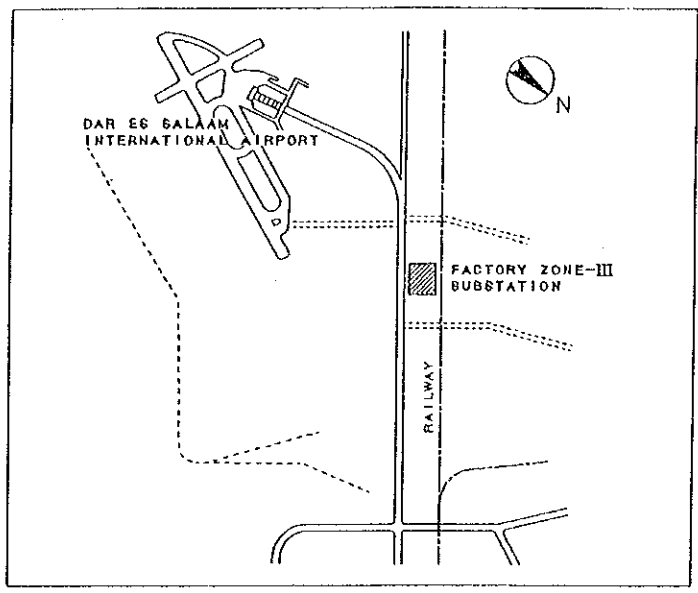 N
DAR ES SALAAM
INTERNATIONAL AIRPORT
FACTORY ZONE-III
SUBSTATION
RAILWAY